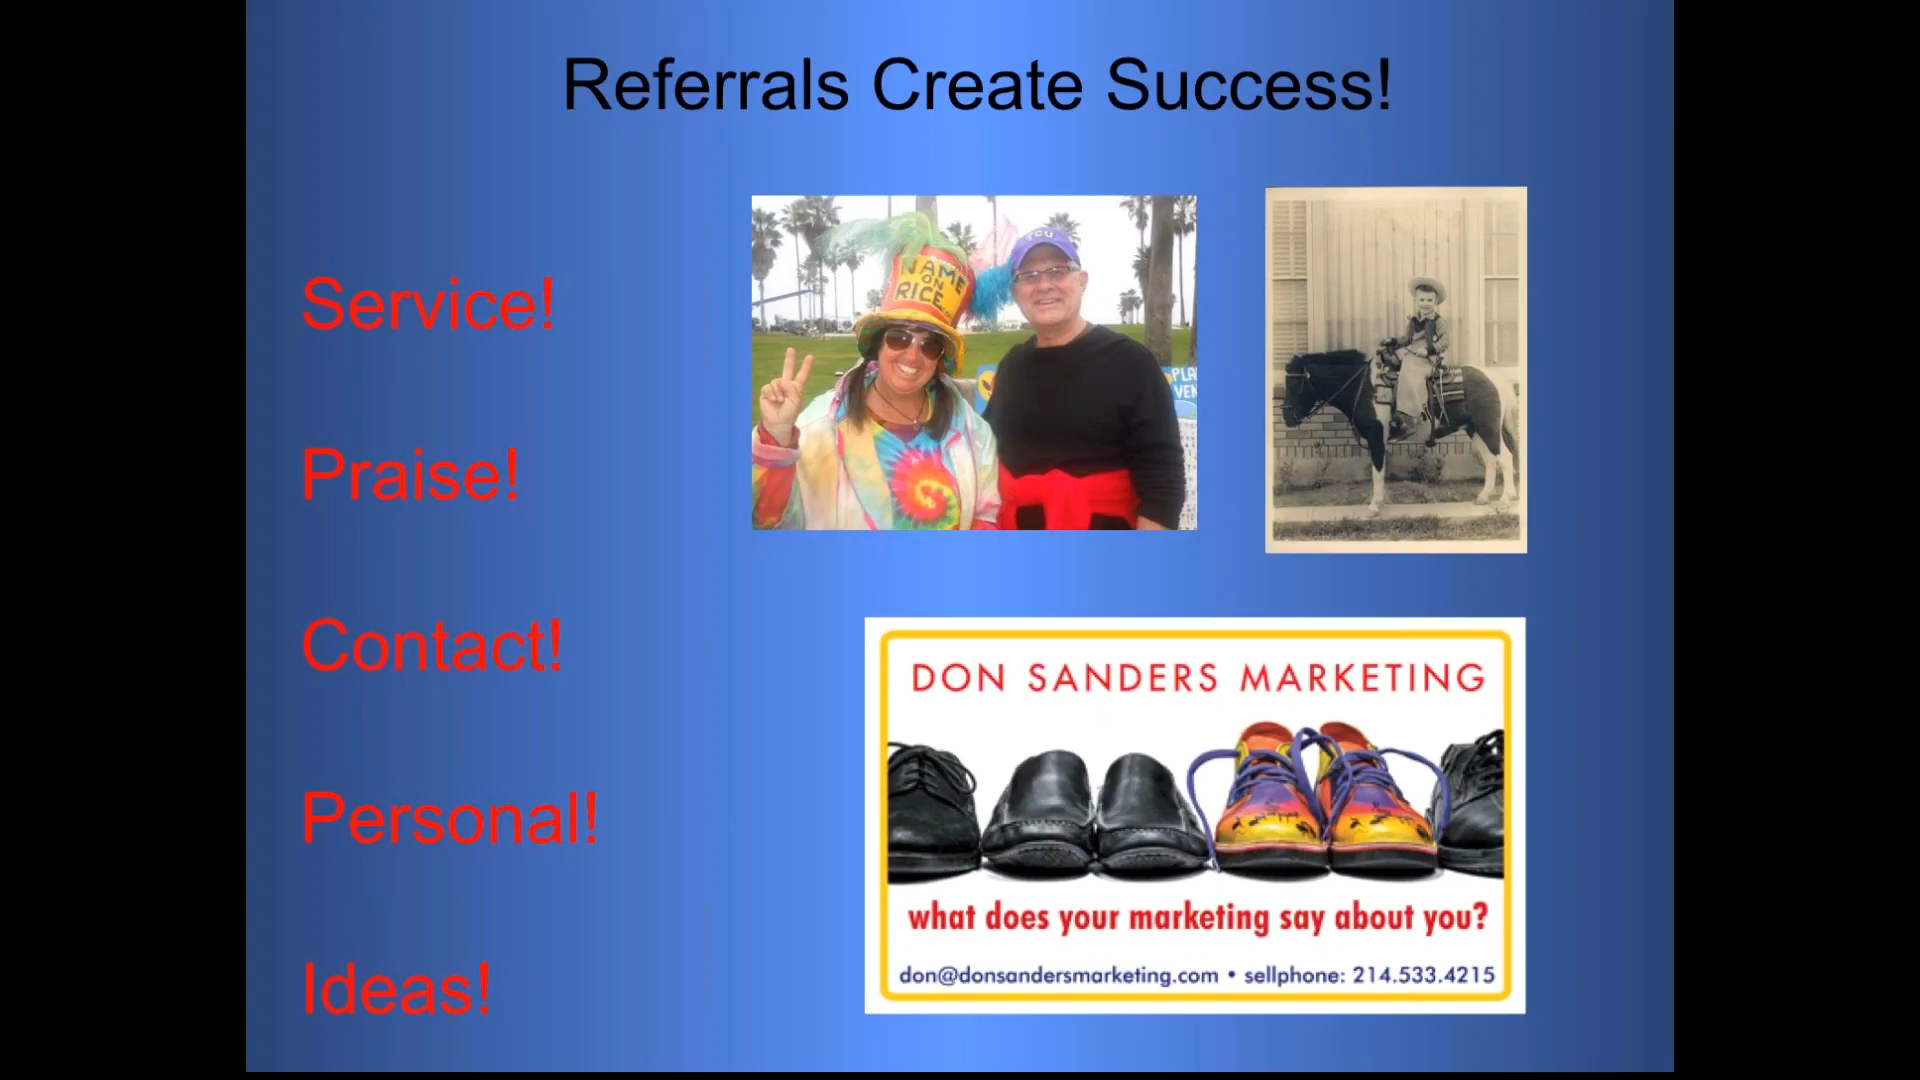 Referrals Create Success!
Service!
Praise!
Contact!
Personal!
Ideas!
NAME
ON
RICE
TCU
DON SANDERS MARKETING
what does your marketing say about you?
don@donsandersmarketing.com • sellphone: 214.533.4215